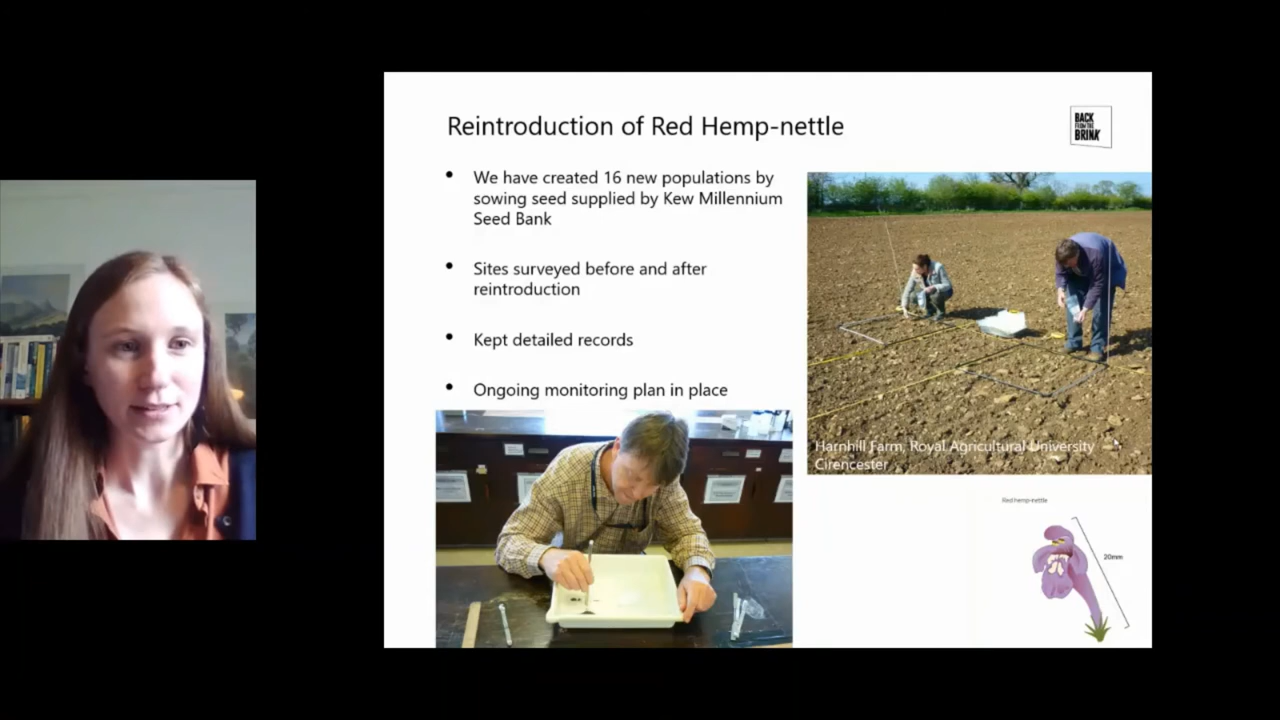 Reintroduction of Red Hemp-nettle
BACK
FROM THE
BRINK
• We have created 16 new populations by
sowing seed supplied by Kew Millennium
Seed Bank
• Sites surveyed before and after
reintroduction
• Kept detailed records
• Ongoing monitoring plan in place
Harnhill Farm, Royal Agricultural University
Cirencester
Red hemp-nettle
20mm